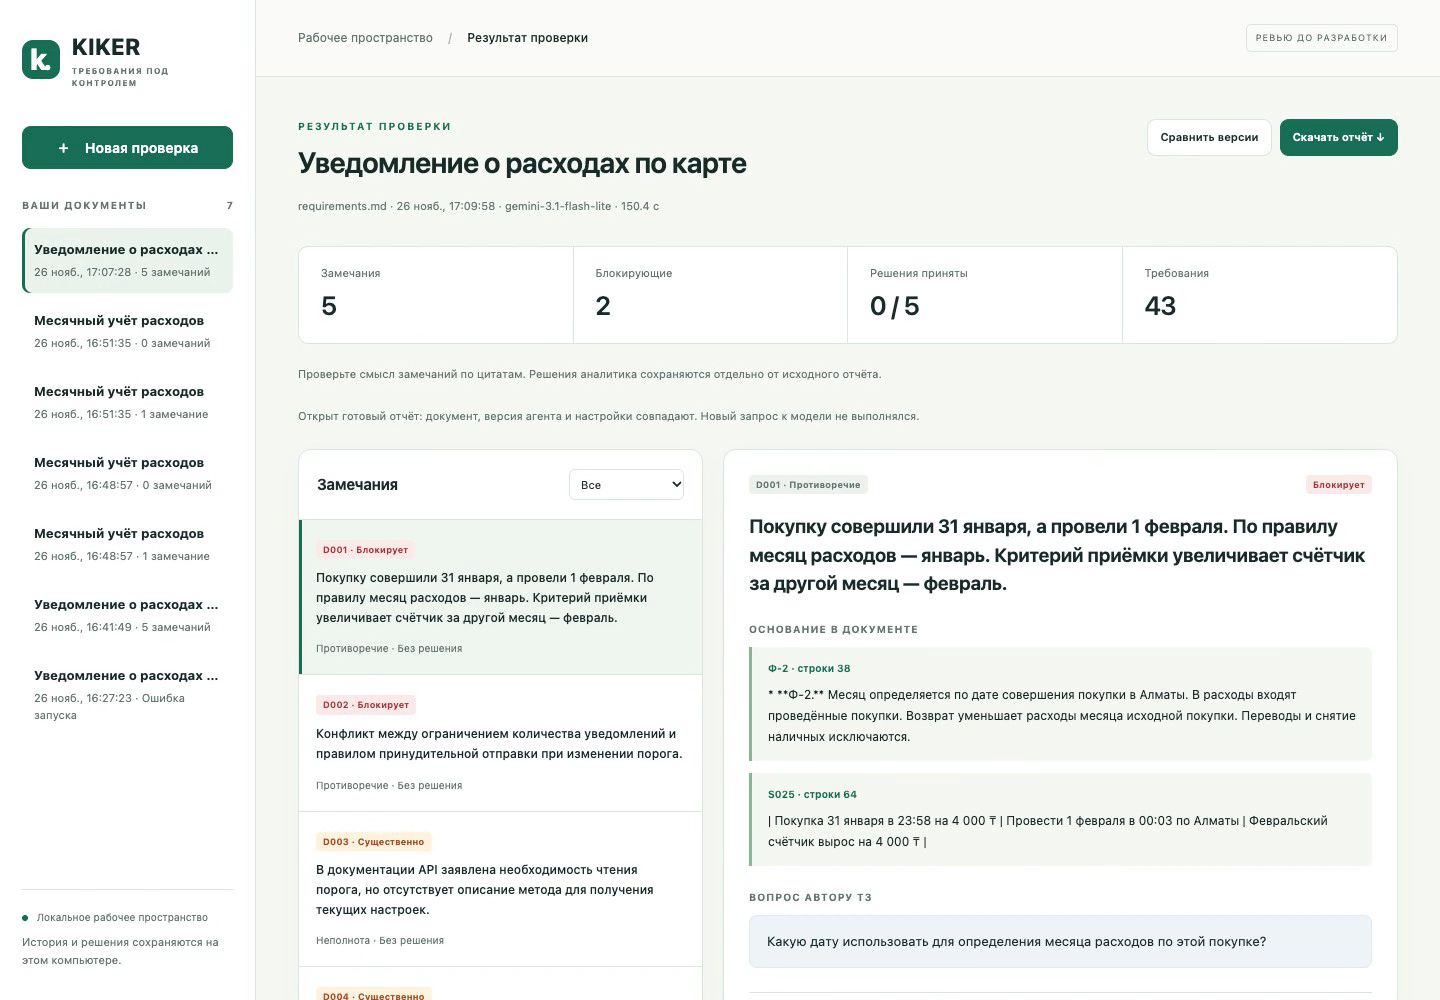 k.
KIKER
ТРЕБОВАНИЯ ПОД
КОНТРОЛЕМ
+ Новая проверка
ВАШИ ДОКУМЕНТЫ 7
Уведомление о расходах ...
26 нояб., 17:07:28 · 5 замечаний
Месячный учёт расходов
26 нояб., 16:51:35 · 0 замечаний
Месячный учёт расходов
26 нояб., 16:51:35 · 1 замечание
Месячный учёт расходов
26 нояб., 16:48:57 · 0 замечаний
Месячный учёт расходов
26 нояб., 16:48:57 · 1 замечание
Уведомление о расходах ...
26 нояб., 16:41:49 · 5 замечаний
Уведомление о расходах ...
26 нояб., 16:27:23 · Ошибка
запуска
Локальное рабочее пространство
История и решения сохраняются на
этом компьютере.
Рабочее пространство / Результат проверки
РЕВЬЮ ДО РАЗРАБОТКИ
РЕЗУЛЬТАТ ПРОВЕРКИ
Уведомление о расходах по карте
requirements.md · 26 нояб., 17:09:58 · gemini-3.1-flash-lite · 150.4 с
Сравнить версии
Скачать отчёт ↓
Замечания
5
Блокирующие
2
Решения приняты
0 / 5
Требования
43
Проверьте смысл замечаний по цитатам. Решения аналитика сохраняются отдельно от исходного отчёта.
Открыт готовый отчёт: документ, версия агента и настройки совпадают. Новый запрос к модели не выполнялся.
Замечания
Все
D001 · Блокирует
Покупку совершили 31 января, а провели 1 февраля. По
правилу месяц расходов — январь. Критерий приёмки
увеличивает счётчик за другой месяц — февраль.
Противоречие · Без решения
D002 · Блокирует
Конфликт между ограничением количества уведомлений и
правилом принудительной отправки при изменении порога.
Противоречие · Без решения
D003 · Существенно
В документации API заявлена необходимость чтения
порога, но отсутствует описание метода для получения
текущих настроек.
Неполнота · Без решения
D004 · Существенно
D001 · Противоречие
Блокирует
Покупку совершили 31 января, а провели 1 февраля. По правилу
месяц расходов — январь. Критерий приёмки увеличивает счётчик
за другой месяц — февраль.
ОСНОВАНИЕ В ДОКУМЕНТЕ
Ф-2 · строки 38
* **Ф-2.** Месяц определяется по дате совершения покупки в Алматы. В расходы входят
проведённые покупки. Возврат уменьшает расходы месяца исходной покупки. Переводы и снятие
наличных исключаются.
S025 · строки 64
| Покупка 31 января в 23:58 на 4 000 ₸ | Провести 1 февраля в 00:03 по Алматы | Февральский
счётчик вырос на 4 000 ₸ |
ВОПРОС АВТОРУ ТЗ
Какую дату использовать для определения месяца расходов по этой покупке?